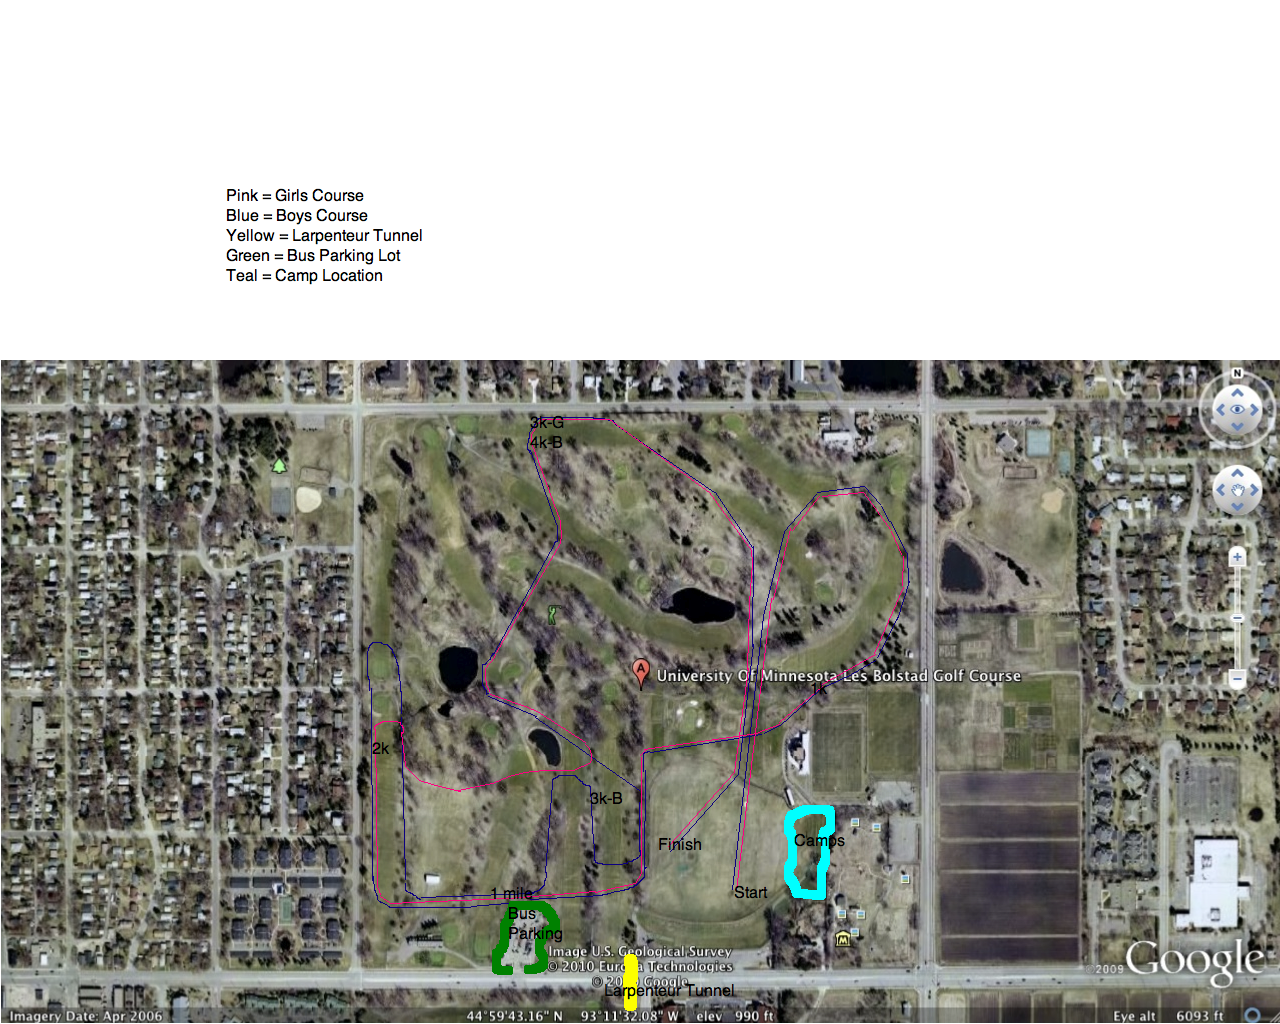 Pink = Girls Course
Blue = Boys Course
Yellow = Larpenteur Tunnel
Green = Bus Parking Lot
Teal = Camp Location
N
3k-G
4k-B
A
University Of Minnesota Les Bolstad Golf Course
1k
2k
3k-B
Finish
Camps
1 mile
Start
Bus
Parking
M
Image U.S. Geological Survey
© 2010 Europa Technologies
© 2010 Google
©2009 Google
Larpenteur Tunnel
Imagery Date: Apr 2006
44°59'43.16" N 93°11'32.08" W elev 990 ft
Eye alt 6093 ft